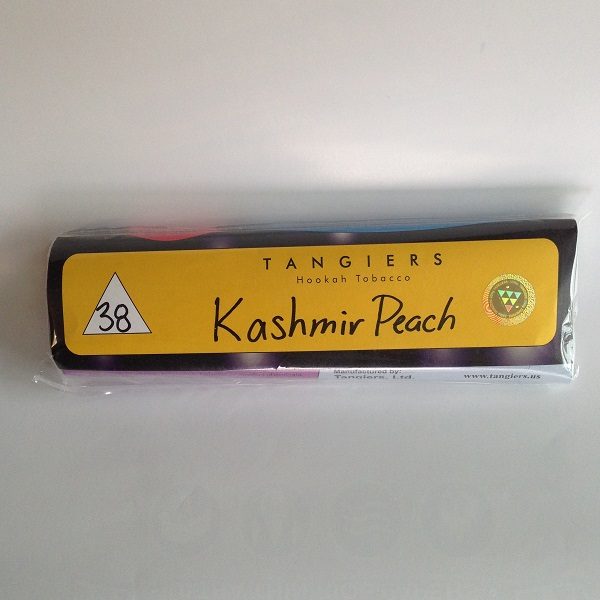 TANGIERS
Hookah Tobacco
38
Kashmir Peach
Manufactured by:
Tangiers, Ltd.
www.tangiers.us